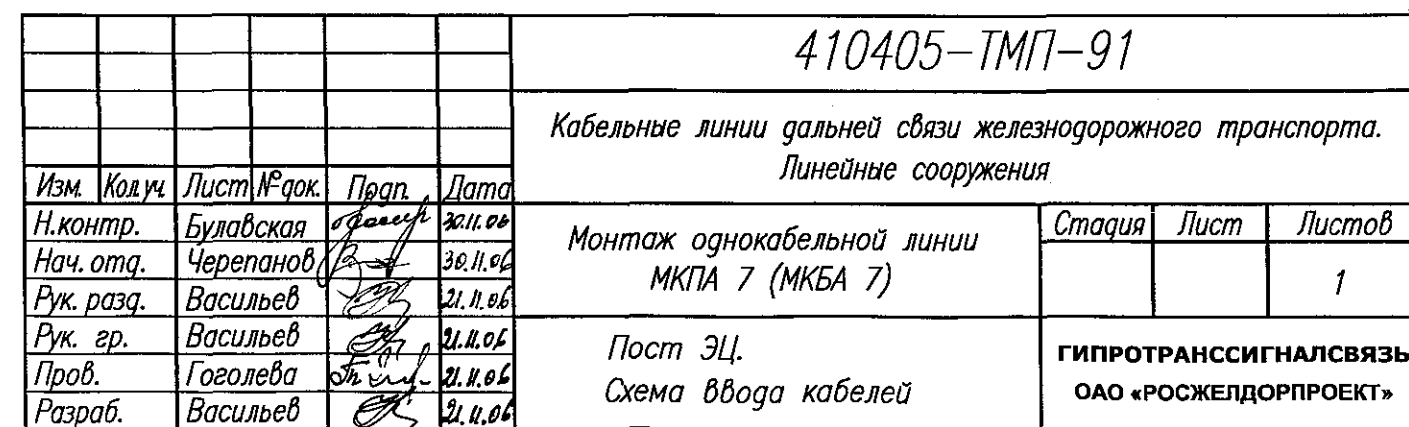 410405-ТМП-91
Кабельные линии дальней связи железнодорожного транспорта.
Линейные сооружения
Изм. Кол.уч. Лист № док. Подп. Дата
Н.контр. Булавская 30.11.06
Нач. отд. Черепанов 30.11.06
Рук. разд. Васильев 21.11.06
Рук. гр. Васильев 21.11.06
Пров. Гоголева 21.11.06
Разраб. Васильев 21.11.06
Монтаж однокабельной линии
МКПА 7 (МКБА 7)
Стадия Лист Листов
1
Пост ЭЦ.
Схема ввода кабелей
ГИПРОТРАНССИГНАЛСВЯЗЬ
ОАО «РОСЖЕЛДОРПРОЕКТ»